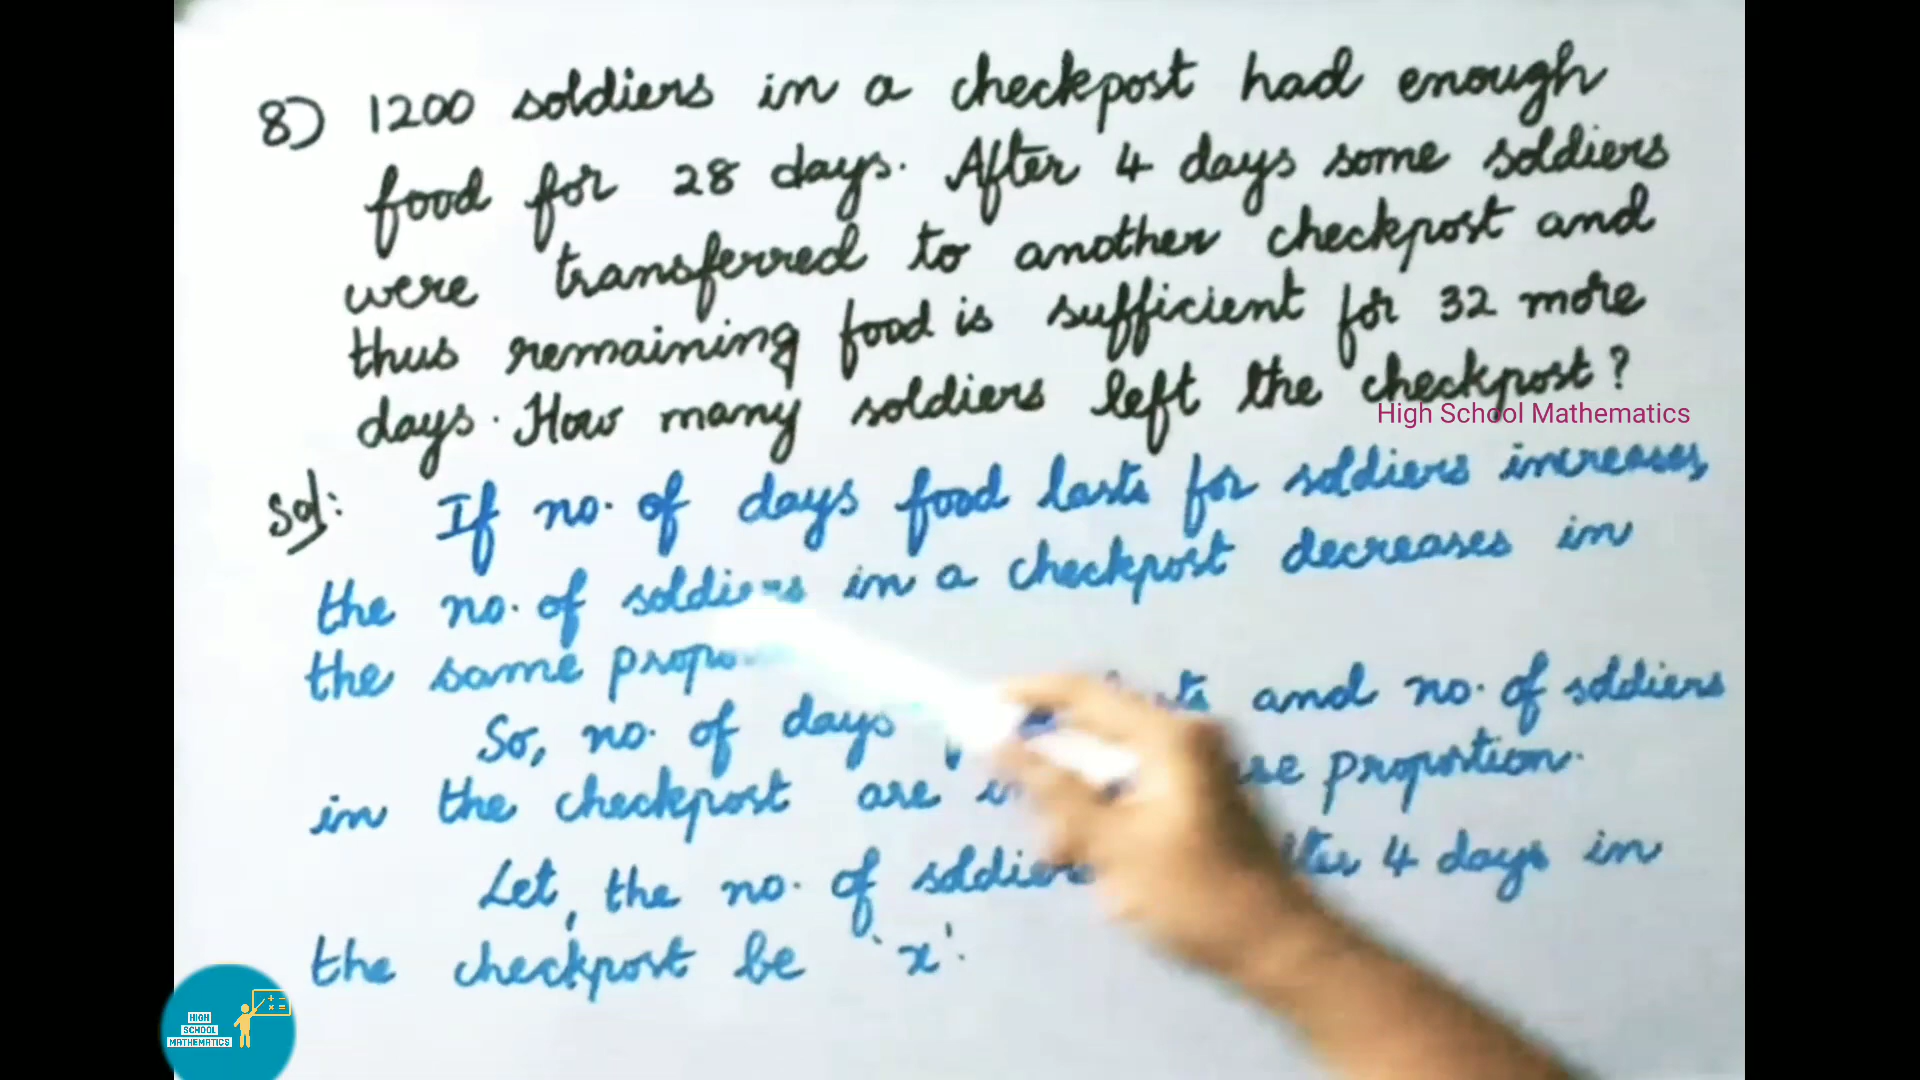 8) 1200 soldiers in a checkpost had enough
food for 28 days. After 4 days some soldiers
were transferred to another checkpost and
thus remaining food is sufficient for 32 more
days. How many soldiers left the checkpost?
High School Mathematics
Sol: If no. of days food lasts for soldiers increases,
the no. of soldiers in a checkpost decreases in
the same
So, no. of days and no. of soldiers
in the checkpost are proportion.
Let, the no. of soldiers 4 days in
the checkpost be 'x'.
HIGH
SCHOOL
MATHEMATICS